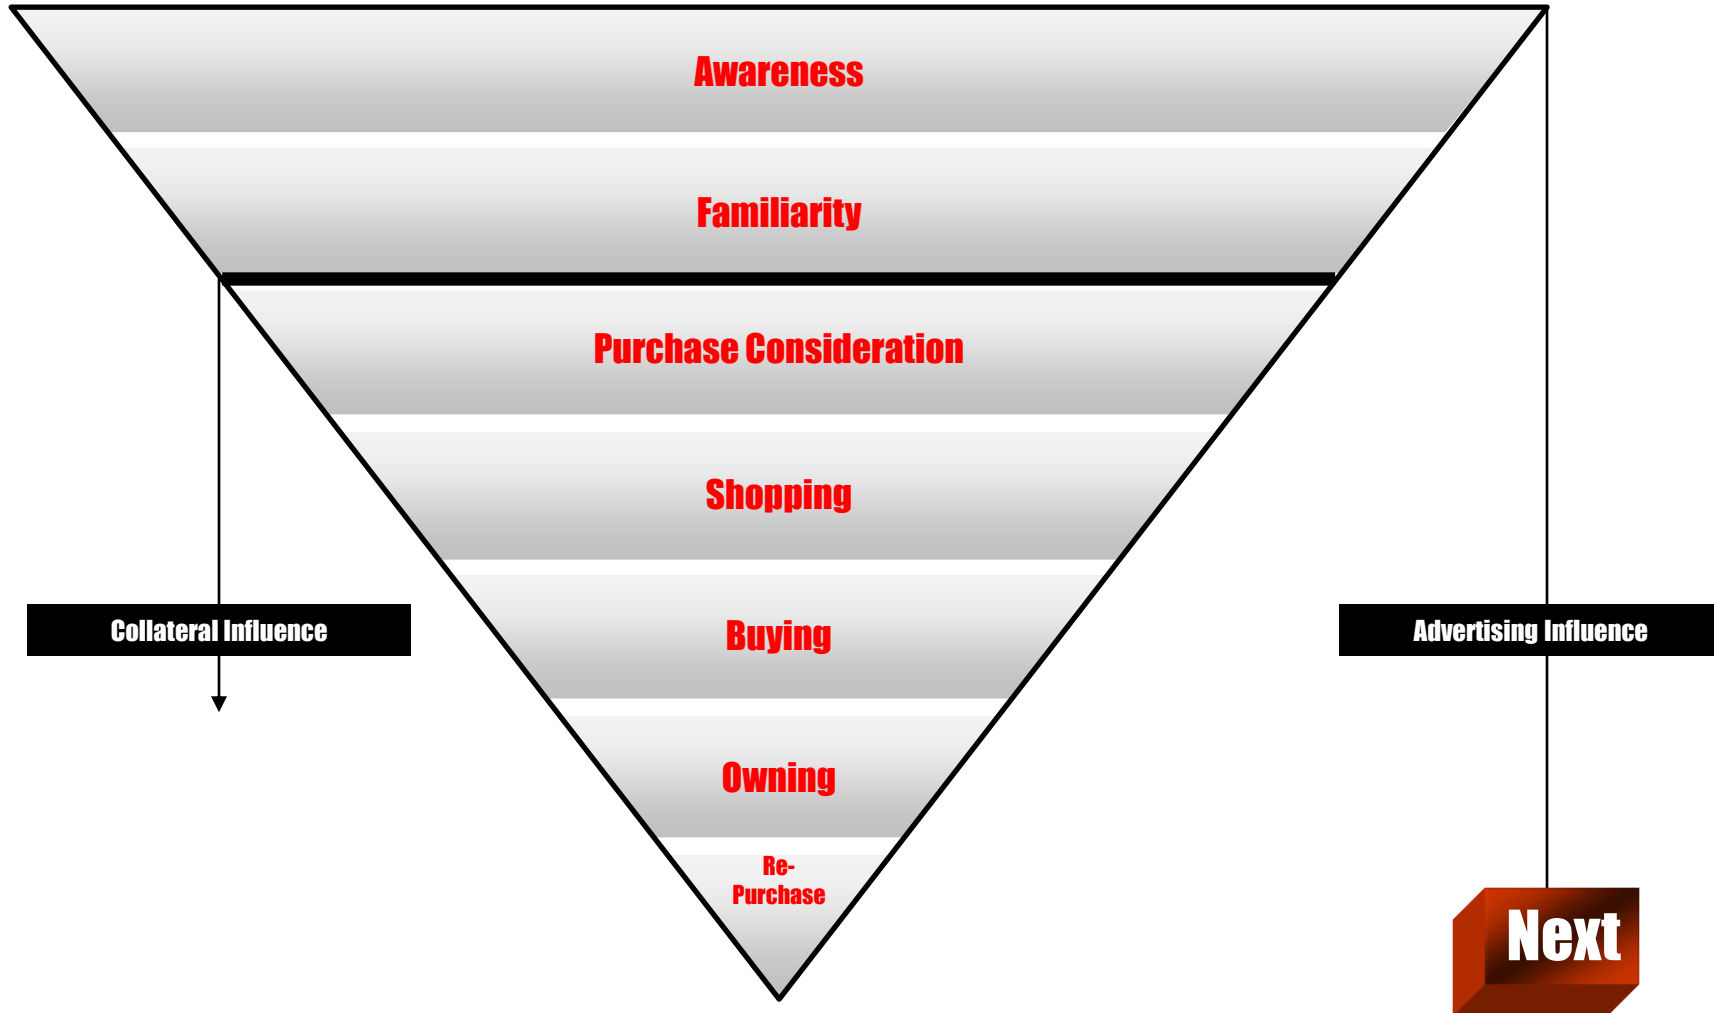 Awareness
Familiarity
Purchase Consideration
Shopping
Buying
Collateral Influence
Advertising Influence
Owning
Re-
Purchase
Next